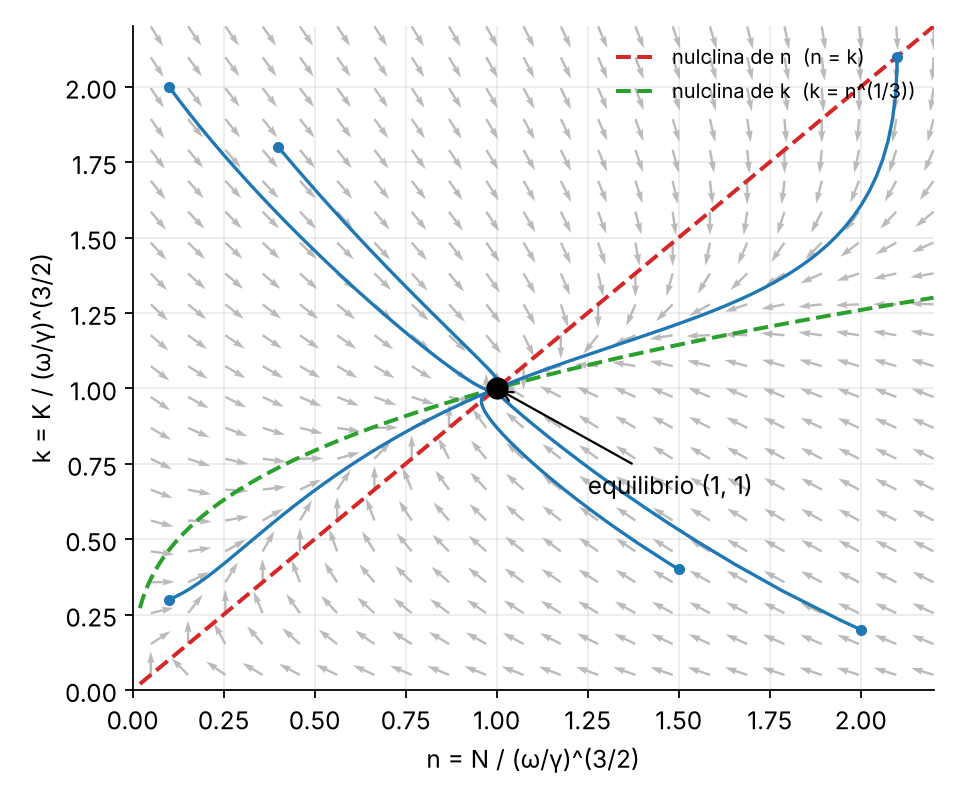 nulclina de n  (n = k)
nulclina de k  (k = n^(1/3))
2.00
1.75
1.50
1.25
1.00
0.75
0.50
0.25
0.00
k = K / (ω/γ)^(3/2)
equilibrio (1, 1)
0.00 0.25 0.50 0.75 1.00 1.25 1.50 1.75 2.00
n = N / (ω/γ)^(3/2)